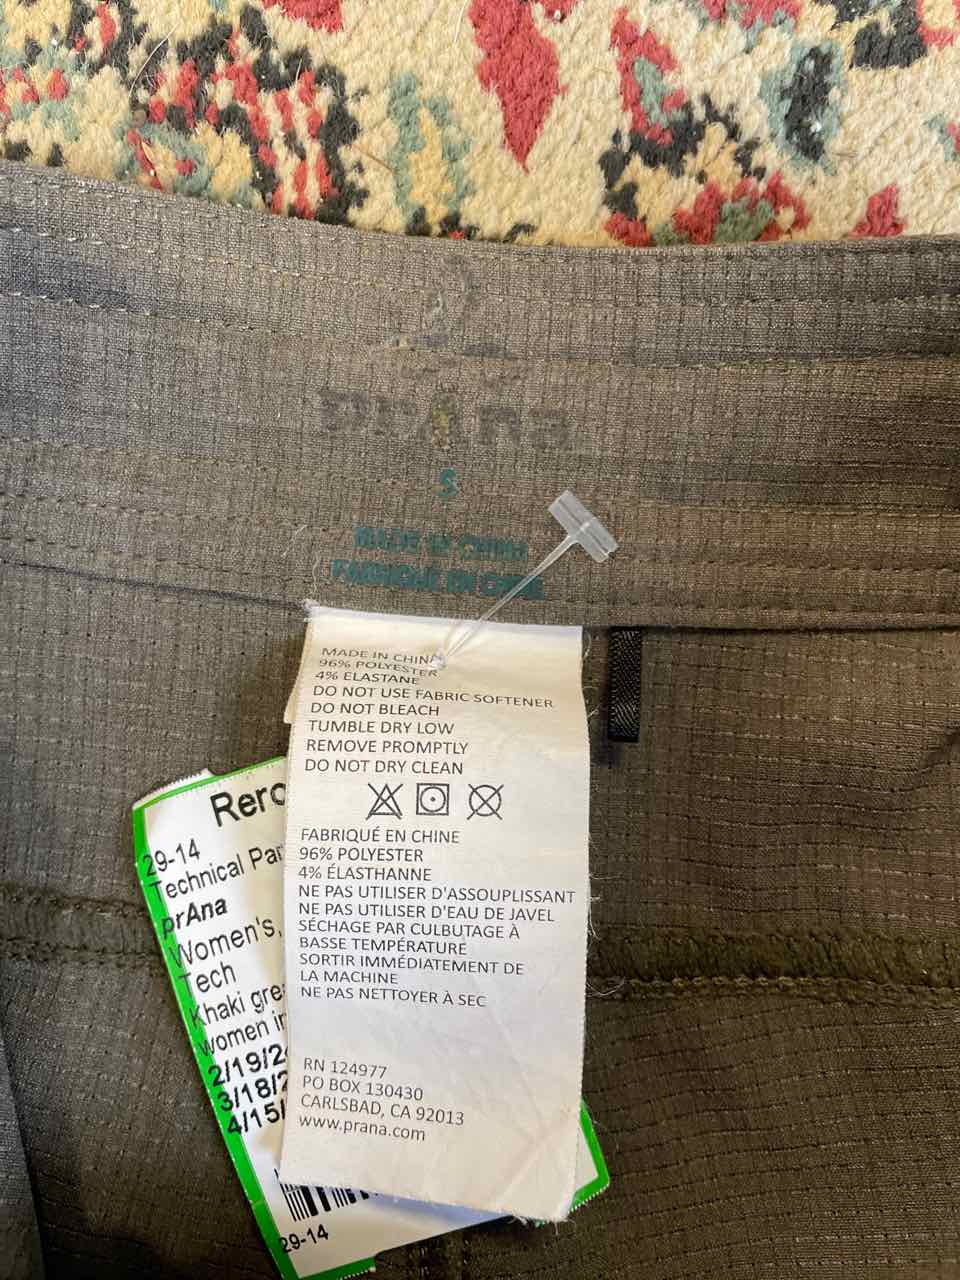 prAna
S
MADE IN CHINA
FABRIQUÉ EN CHINE
MADE IN CHINA
96% POLYESTER
4% ELASTANE
DO NOT USE FABRIC SOFTENER
DO NOT BLEACH
TUMBLE DRY LOW
REMOVE PROMPTLY
DO NOT DRY CLEAN
FABRIQUÉ EN CHINE
96% POLYESTER
4% ÉLASTHANNE
NE PAS UTILISER D'ASSOUPLISSANT
NE PAS UTILISER D'EAU DE JAVEL
SÉCHAGE PAR CULBUTAGE À
BASSE TEMPÉRATURE
SORTIR IMMÉDIATEMENT DE
LA MACHINE
NE PAS NETTOYER À SEC
RN 124977
PO BOX 130430
CARLSBAD, CA 92013
www.prana.com
29-14
Technical
prAna
Women's,
Tech
Khaki
women
29-14